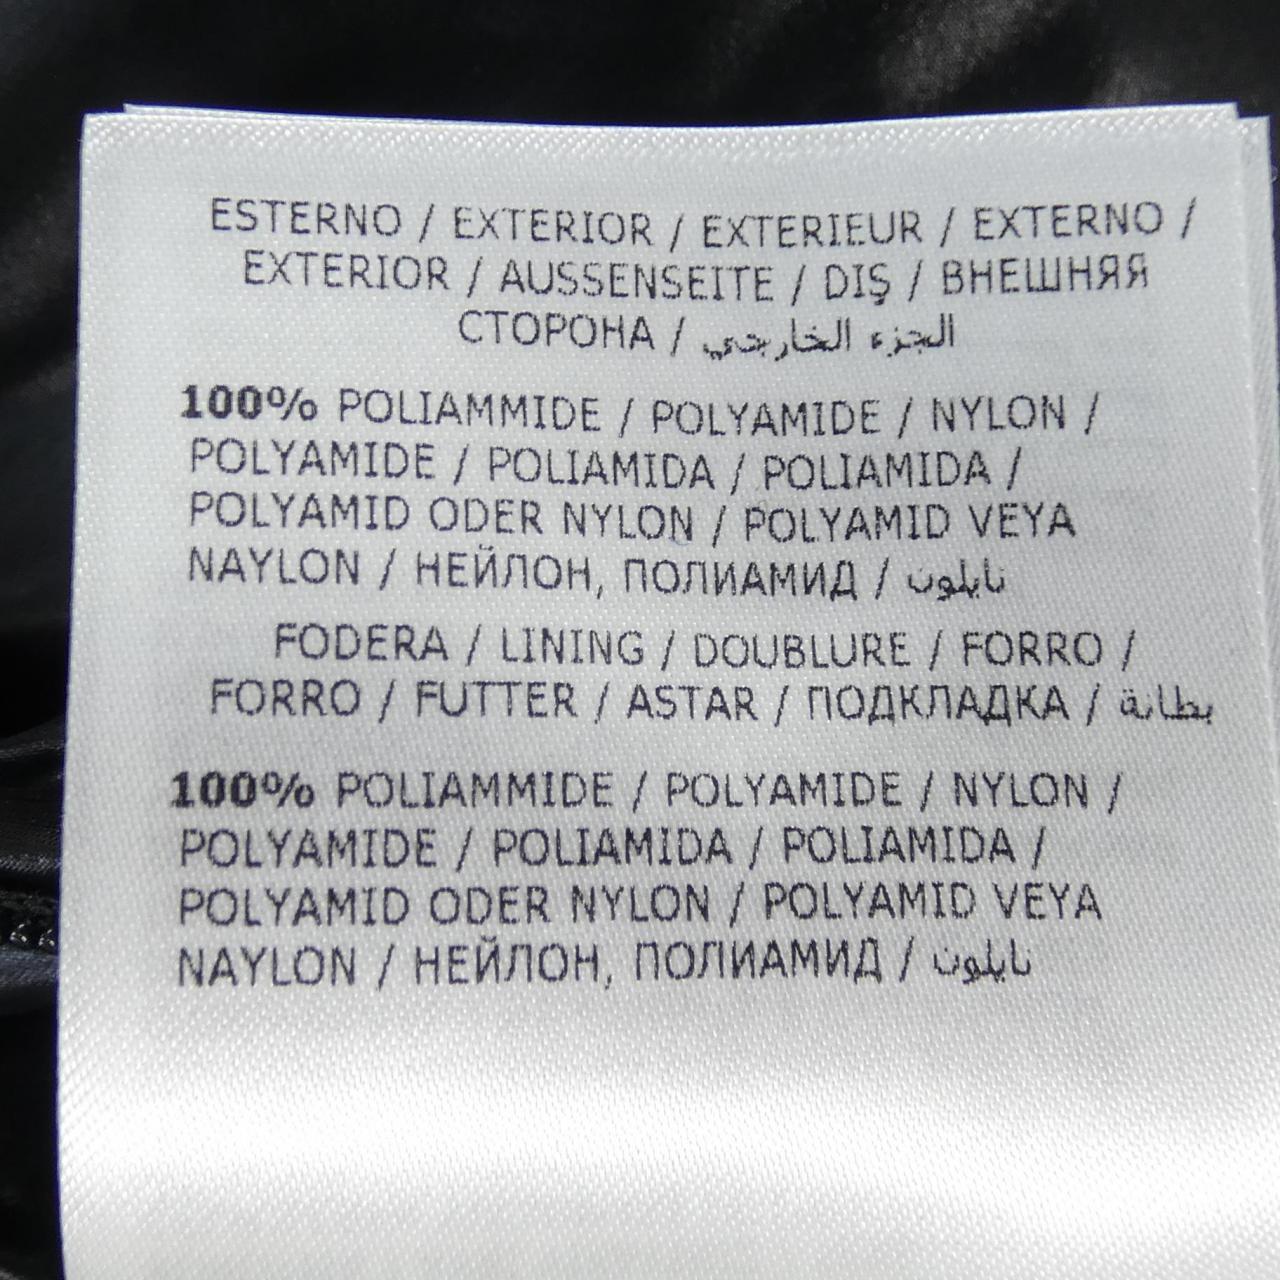 ESTERNO / EXTERIOR / EXTERIEUR / EXTERNO /
EXTERIOR / AUSSENSEITE / DIŞ / ВНЕШНЯЯ
СТОРОНА / الجزء الخارجي
100% POLIAMMIDE / POLYAMIDE / NYLON /
POLYAMIDE / POLIAMIDA / POLIAMIDA /
POLYAMID ODER NYLON / POLYAMID VEYA
NAYLON / НЕЙЛОН, ПОЛИАМИД / نايلون
FODERA / LINING / DOUBLURE / FORRO /
FORRO / FUTTER / ASTAR / ПОДКЛАДКА / بطانة
100% POLIAMMIDE / POLYAMIDE / NYLON /
POLYAMIDE / POLIAMIDA / POLIAMIDA /
POLYAMID ODER NYLON / POLYAMID VEYA
NAYLON / НЕЙЛОН, ПОЛИАМИД / نايلون